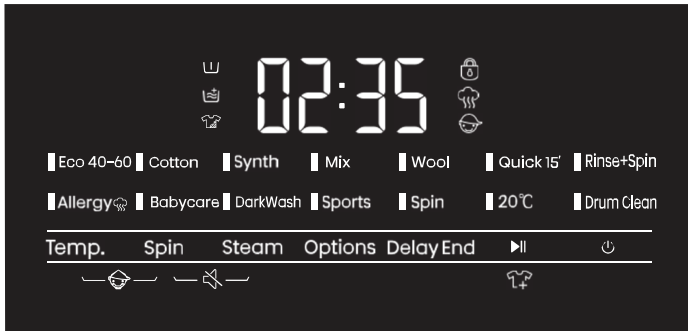 02:35
Eco 40-60 Cotton Synth Mix Wool Quick 15' Rinse+Spin
Allergy Babycare DarkWash Sports Spin 20℃ Drum Clean
Temp. Spin Steam Options Delay End